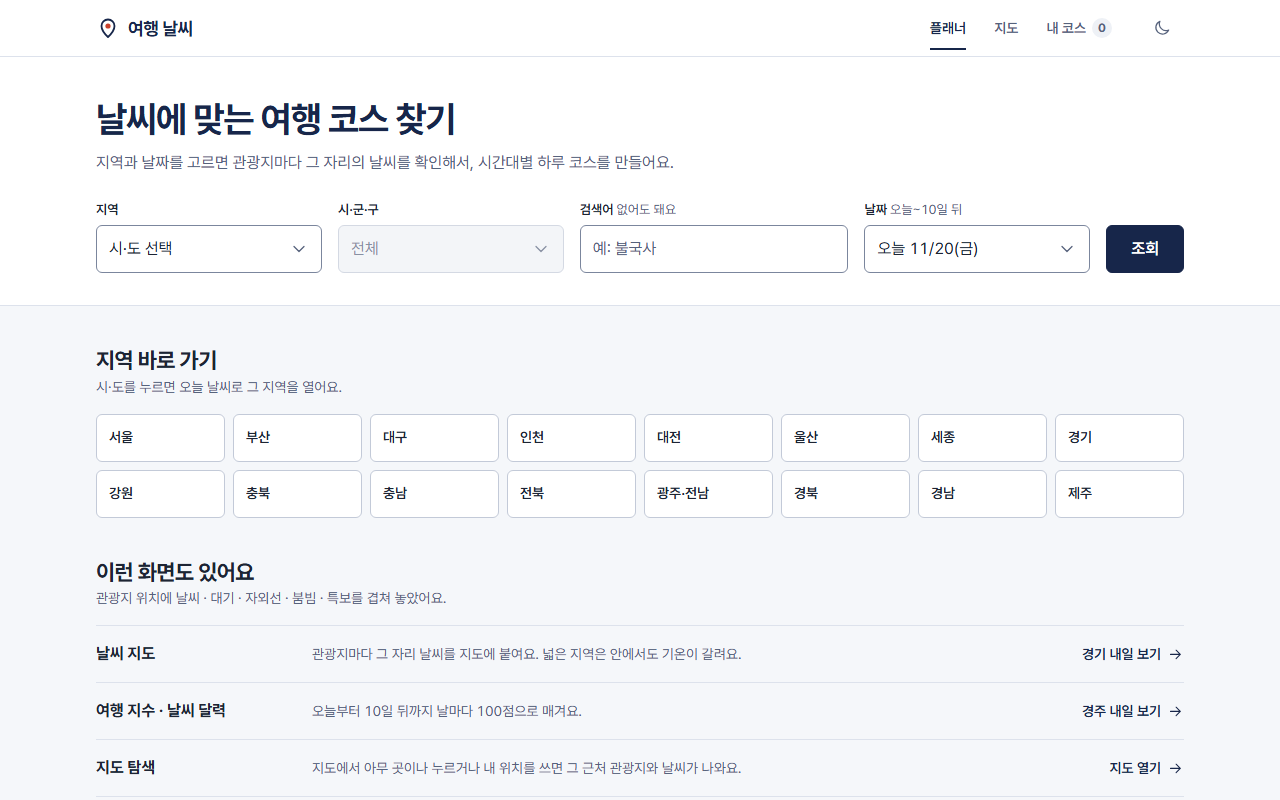 여행 날씨
플래너
지도
내 코스 0
날씨에 맞는 여행 코스 찾기
지역과 날짜를 고르면 관광지마다 그 자리의 날씨를 확인해서, 시간대별 하루 코스를 만들어요.
지역
시·군·구
검색어 없어도 돼요
날짜 오늘~10일 뒤
시·도 선택
전체
예: 불국사
오늘 11/20(금)
조회
지역 바로 가기
시·도를 누르면 오늘 날씨로 그 지역을 열어요.
서울
부산
대구
인천
대전
울산
세종
경기
강원
충북
충남
전북
광주·전남
경북
경남
제주
이런 화면도 있어요
관광지 위치에 날씨 · 대기 · 자외선 · 붐빔 · 특보를 겹쳐 놓았어요.
날씨 지도
관광지마다 그 자리 날씨를 지도에 붙여요. 넓은 지역은 안에서도 기온이 갈려요.
경기 내일 보기 →
여행 지수 · 날씨 달력
오늘부터 10일 뒤까지 날마다 100점으로 매겨요.
경주 내일 보기 →
지도 탐색
지도에서 아무 곳이나 누르거나 내 위치를 쓰면 그 근처 관광지와 날씨가 나와요.
지도 열기 →